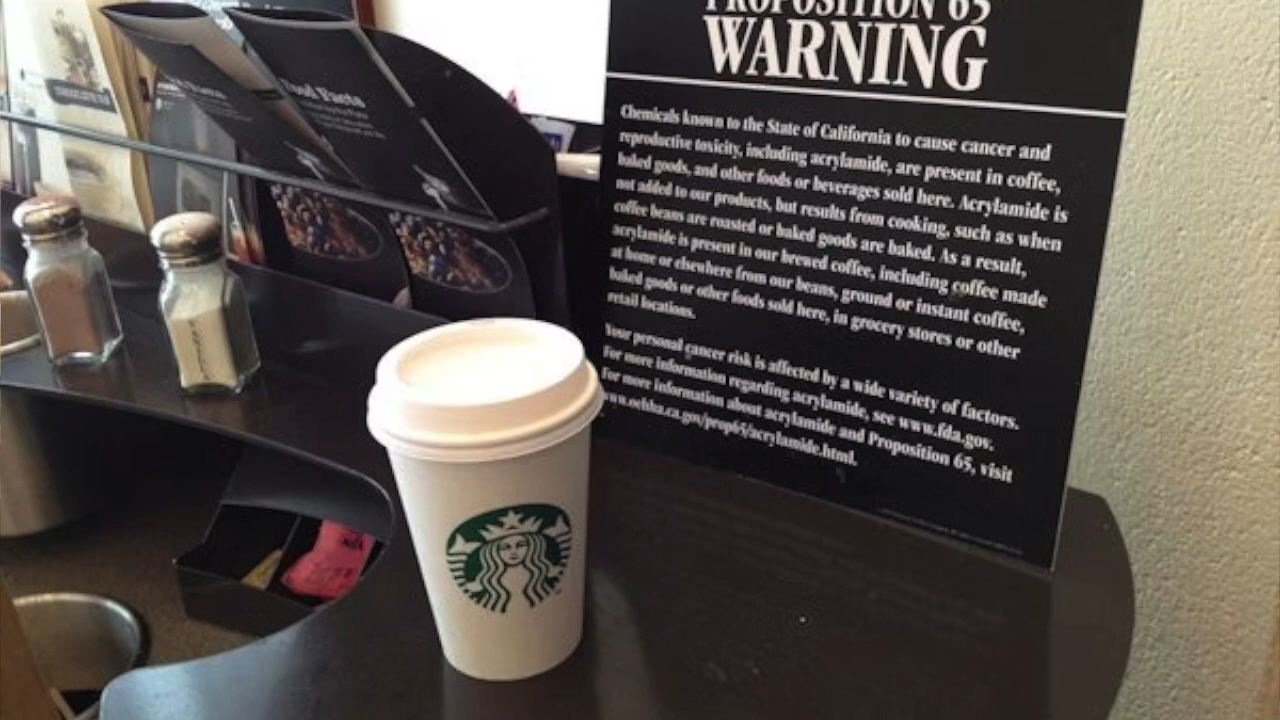 PROPOSITION 65
WARNING
Chemicals known to the State of California to cause cancer and
reproductive toxicity, including acrylamide, are present in coffee,
baked goods, and other foods or beverages sold here. Acrylamide is
not added to our products, but results from cooking, such as when
coffee beans are roasted or baked goods are baked. As a result,
acrylamide is present in our brewed coffee, including coffee made
at home or elsewhere from our beans, ground or instant coffee,
baked goods or other foods sold here, in grocery stores or other
retail locations.
Your personal cancer risk is affected by a wide variety of factors.
For more information regarding acrylamide, see www.fda.gov.
For more information about acrylamide and Proposition 65, visit
www.oehha.ca.gov/prop65/acrylamide.html.
Food Facts